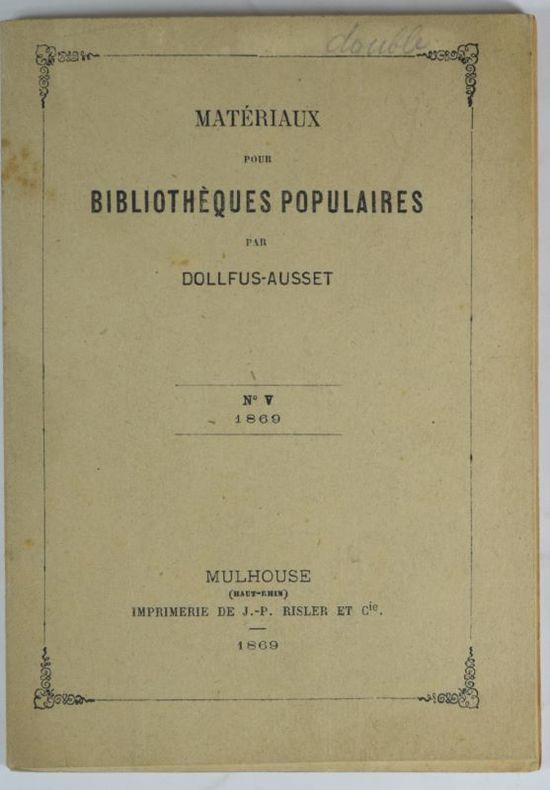 double
MATÉRIAUX
POUR
BIBLIOTHÈQUES POPULAIRES
PAR
DOLLFUS-AUSSET
N° V
1869
MULHOUSE
(HAUT-RHIN)
IMPRIMERIE DE J.-P. RISLER ET Cie.
1869